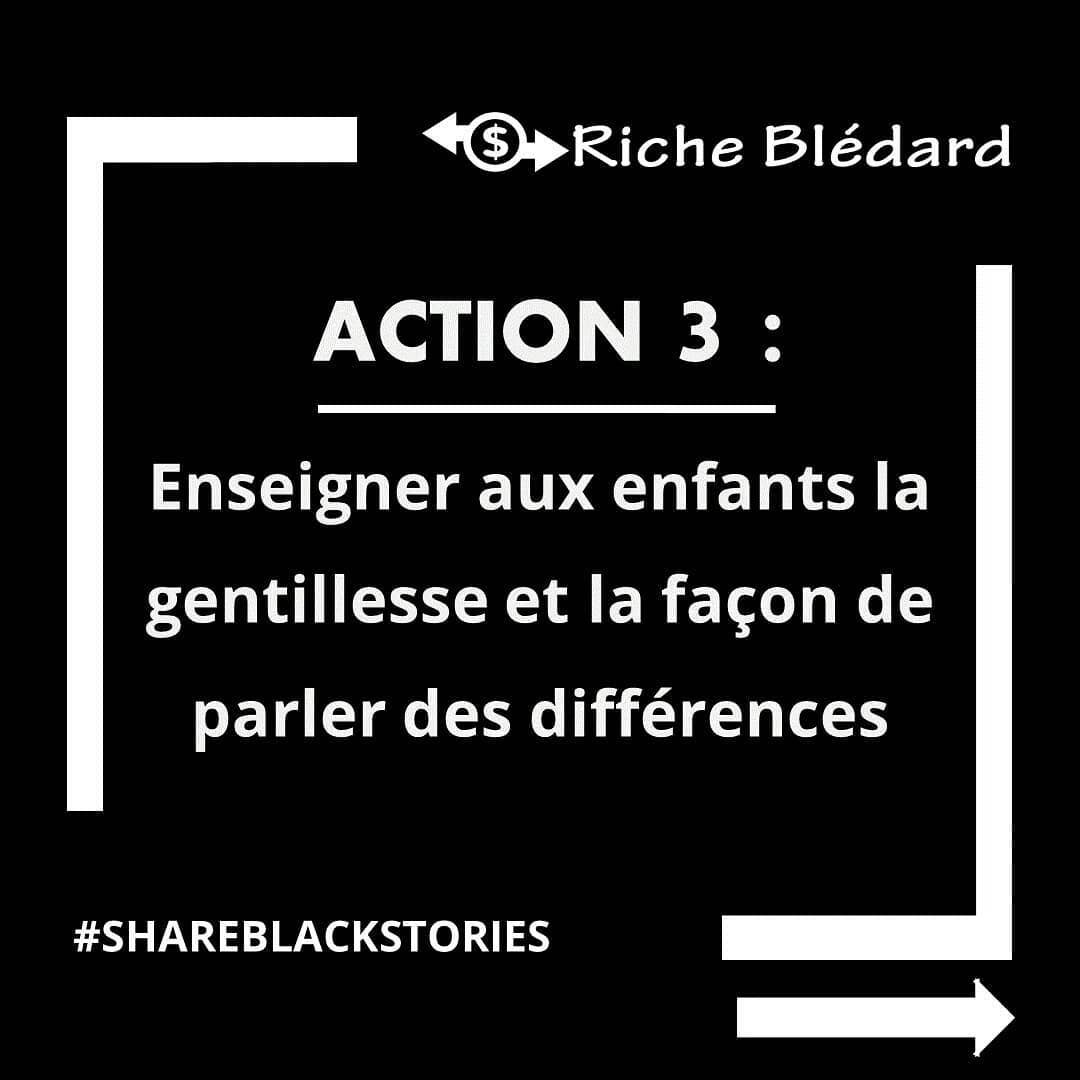 Riche Blédard
ACTION 3 :
Enseigner aux enfants la
gentillesse et la façon de
parler des différences
#SHAREBLACKSTORIES